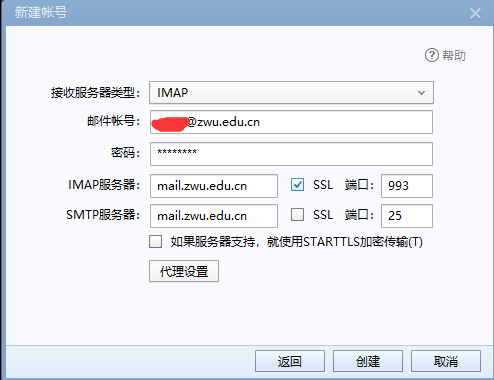 新建帐号
帮助
接收服务器类型： IMAP
邮件帐号： @zwu.edu.cn
密码： ********
IMAP服务器： mail.zwu.edu.cn SSL 端口： 993
SMTP服务器： mail.zwu.edu.cn SSL 端口： 25
如果服务器支持，就使用STARTTLS加密传输(T)
代理设置
返回 创建 取消